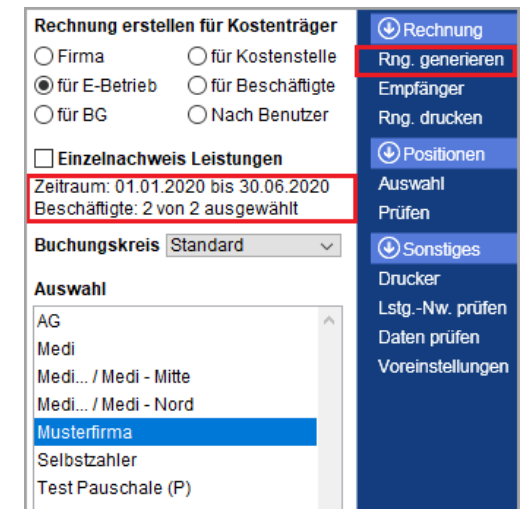 Rechnung erstellen für Kostenträger
Firma
für Kostenstelle
für E-Betrieb
für Beschäftigte
für BG
Nach Benutzer
Einzelnachweis Leistungen
Zeitraum: 01.01.2020 bis 30.06.2020
Beschäftigte: 2 von 2 ausgewählt
Buchungskreis Standard
Auswahl
AG
Medi
Medi... / Medi - Mitte
Medi... / Medi - Nord
Musterfirma
Selbstzahler
Test Pauschale (P)
Rechnung
Rng. generieren
Empfänger
Rng. drucken
Positionen
Auswahl
Prüfen
Sonstiges
Drucker
Lstg.-Nw. prüfen
Daten prüfen
Voreinstellungen